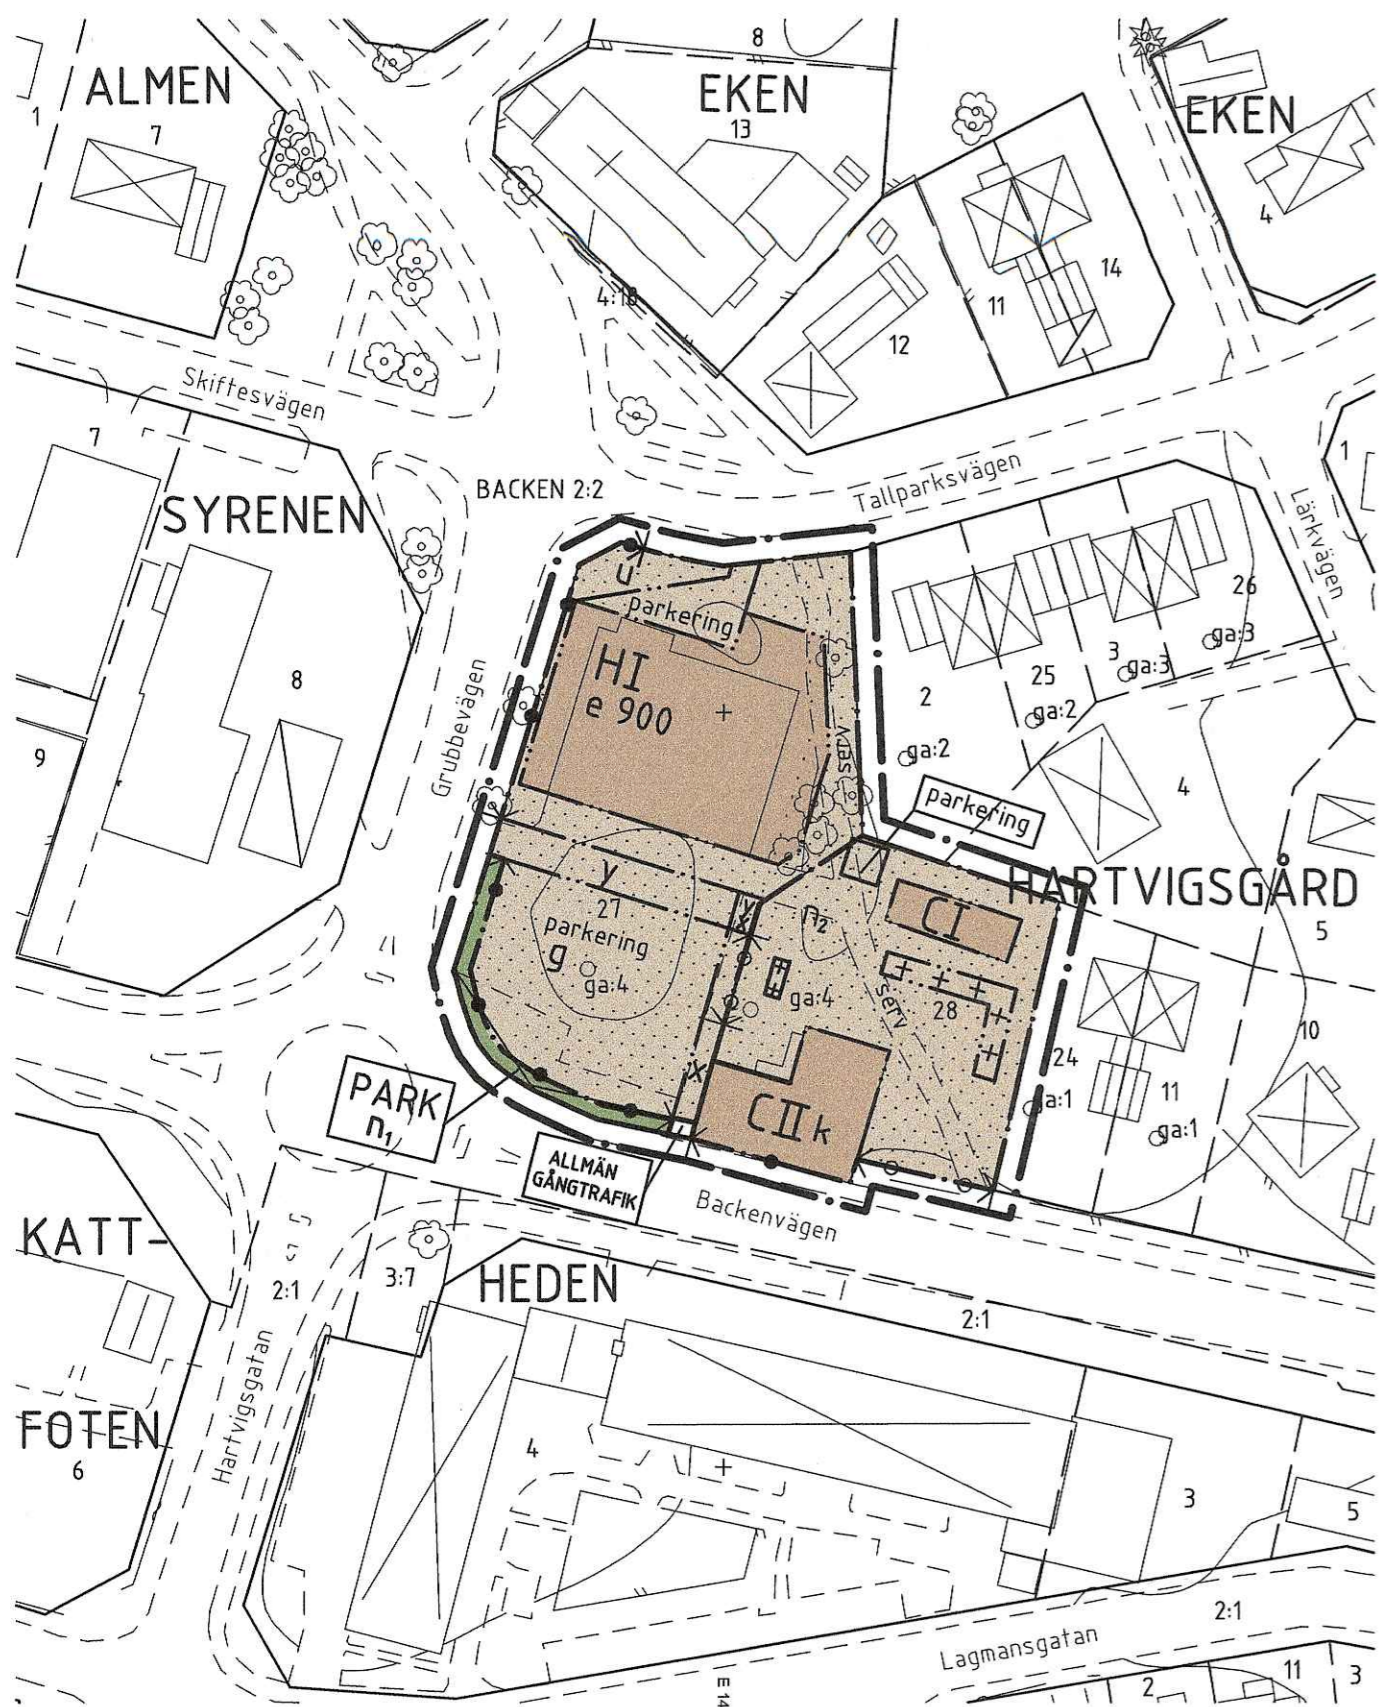 8
ALMEN
EKEN
1
7
13
EKEN
4
14
4:18
11
12
Skiftesvägen
7
1
Tallparksvägen
BACKEN 2:2
SYRENEN
Lärkvägen
u
26
parkering
ga:3
3
HI
ga:3
25
8
e 900
2
ga:2
Grubbevägen
serv
9
ga:2
4
parkering
y
HARTVIGSGÅRD
27
y
x
n2
CI
5
parkering
g
ga:4
ga:4
serv
28
10
24
x
PARK
n1
11
ga:1
CII k
ga:1
ALLMÄN
GÅNGTRAFIK
Backenvägen
KATT-
2:1
3:7
HEDEN
2:1
Hartvigsgatan
FOTEN
6
4
3
5
2:1
Lagmansgatan
E 14
2
11
3